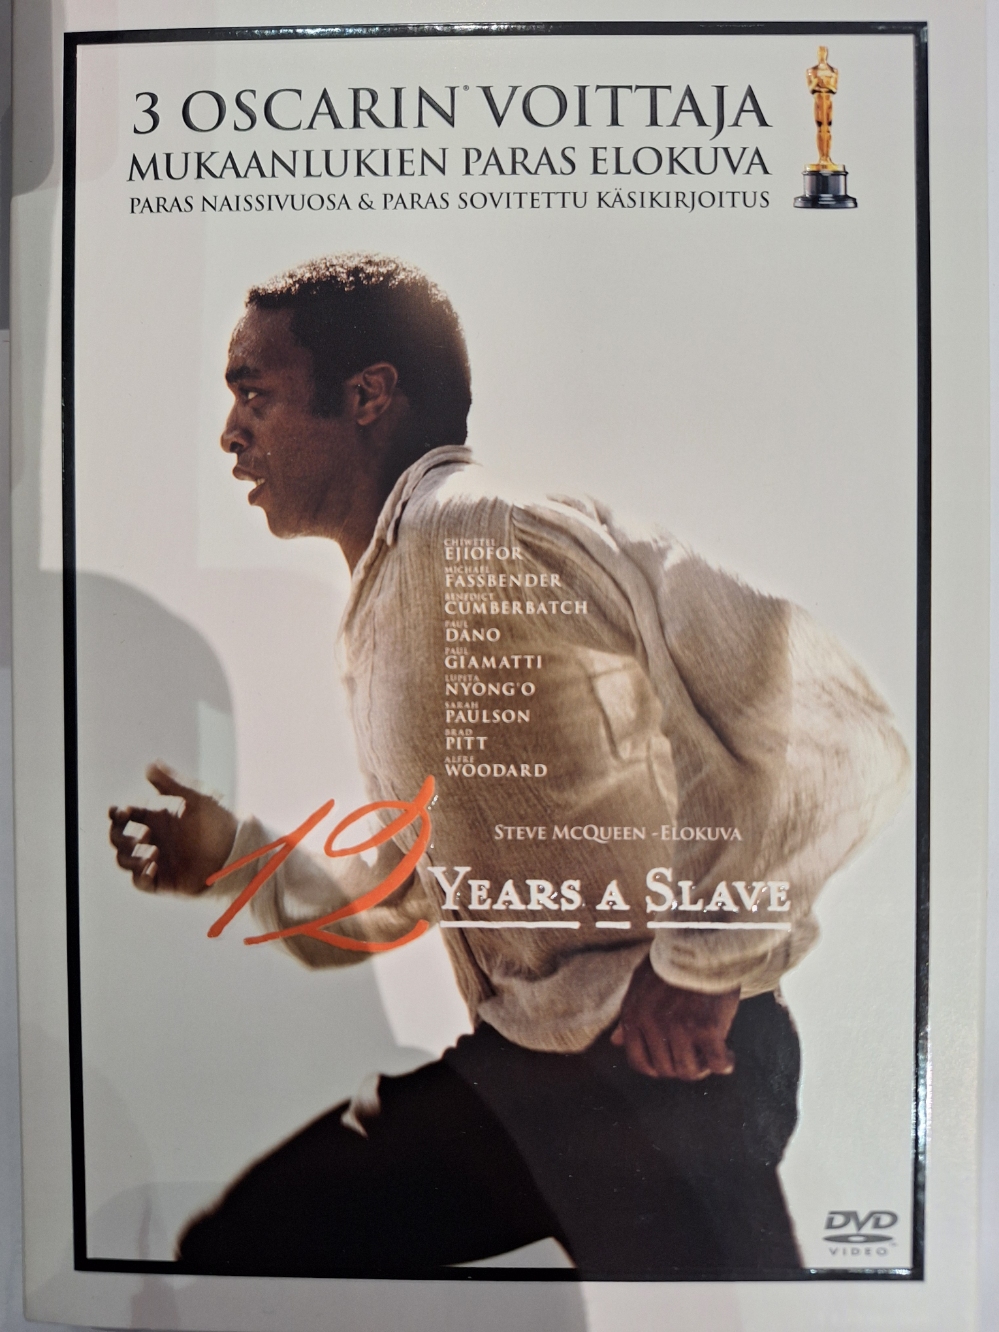 3 OSCARIN® VOITTAJA
MUKAANLUKIEN PARAS ELOKUVA
PARAS NAISSIVUOSA & PARAS SOVITETTU KÄSIKIRJOITUS
CHIWETEL
EJIOFOR
MICHAEL
FASSBENDER
BENEDICT
CUMBERBATCH
PAUL
DANO
PAUL
GIAMATTI
LUPITA
NYONG'O
SARAH
PAULSON
BRAD
PITT
ALFRE
WOODARD
STEVE MCQUEEN -ELOKUVA
12 YEARS A SLAVE
DVD
VIDEO™